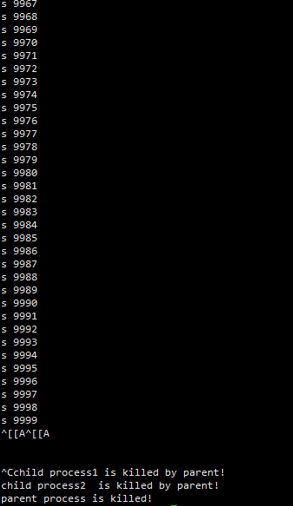 s 9967
s 9968
s 9969
s 9970
s 9971
s 9972
s 9973
s 9974
s 9975
s 9976
s 9977
s 9978
s 9979
s 9980
s 9981
s 9982
s 9983
s 9984
s 9985
s 9986
s 9987
s 9988
s 9989
s 9990
s 9991
s 9992
s 9993
s 9994
s 9995
s 9996
s 9997
s 9998
s 9999
^[[A^[[A
^Cchild process1 is killed by parent!
child process2  is killed by parent!
parent process is killed!